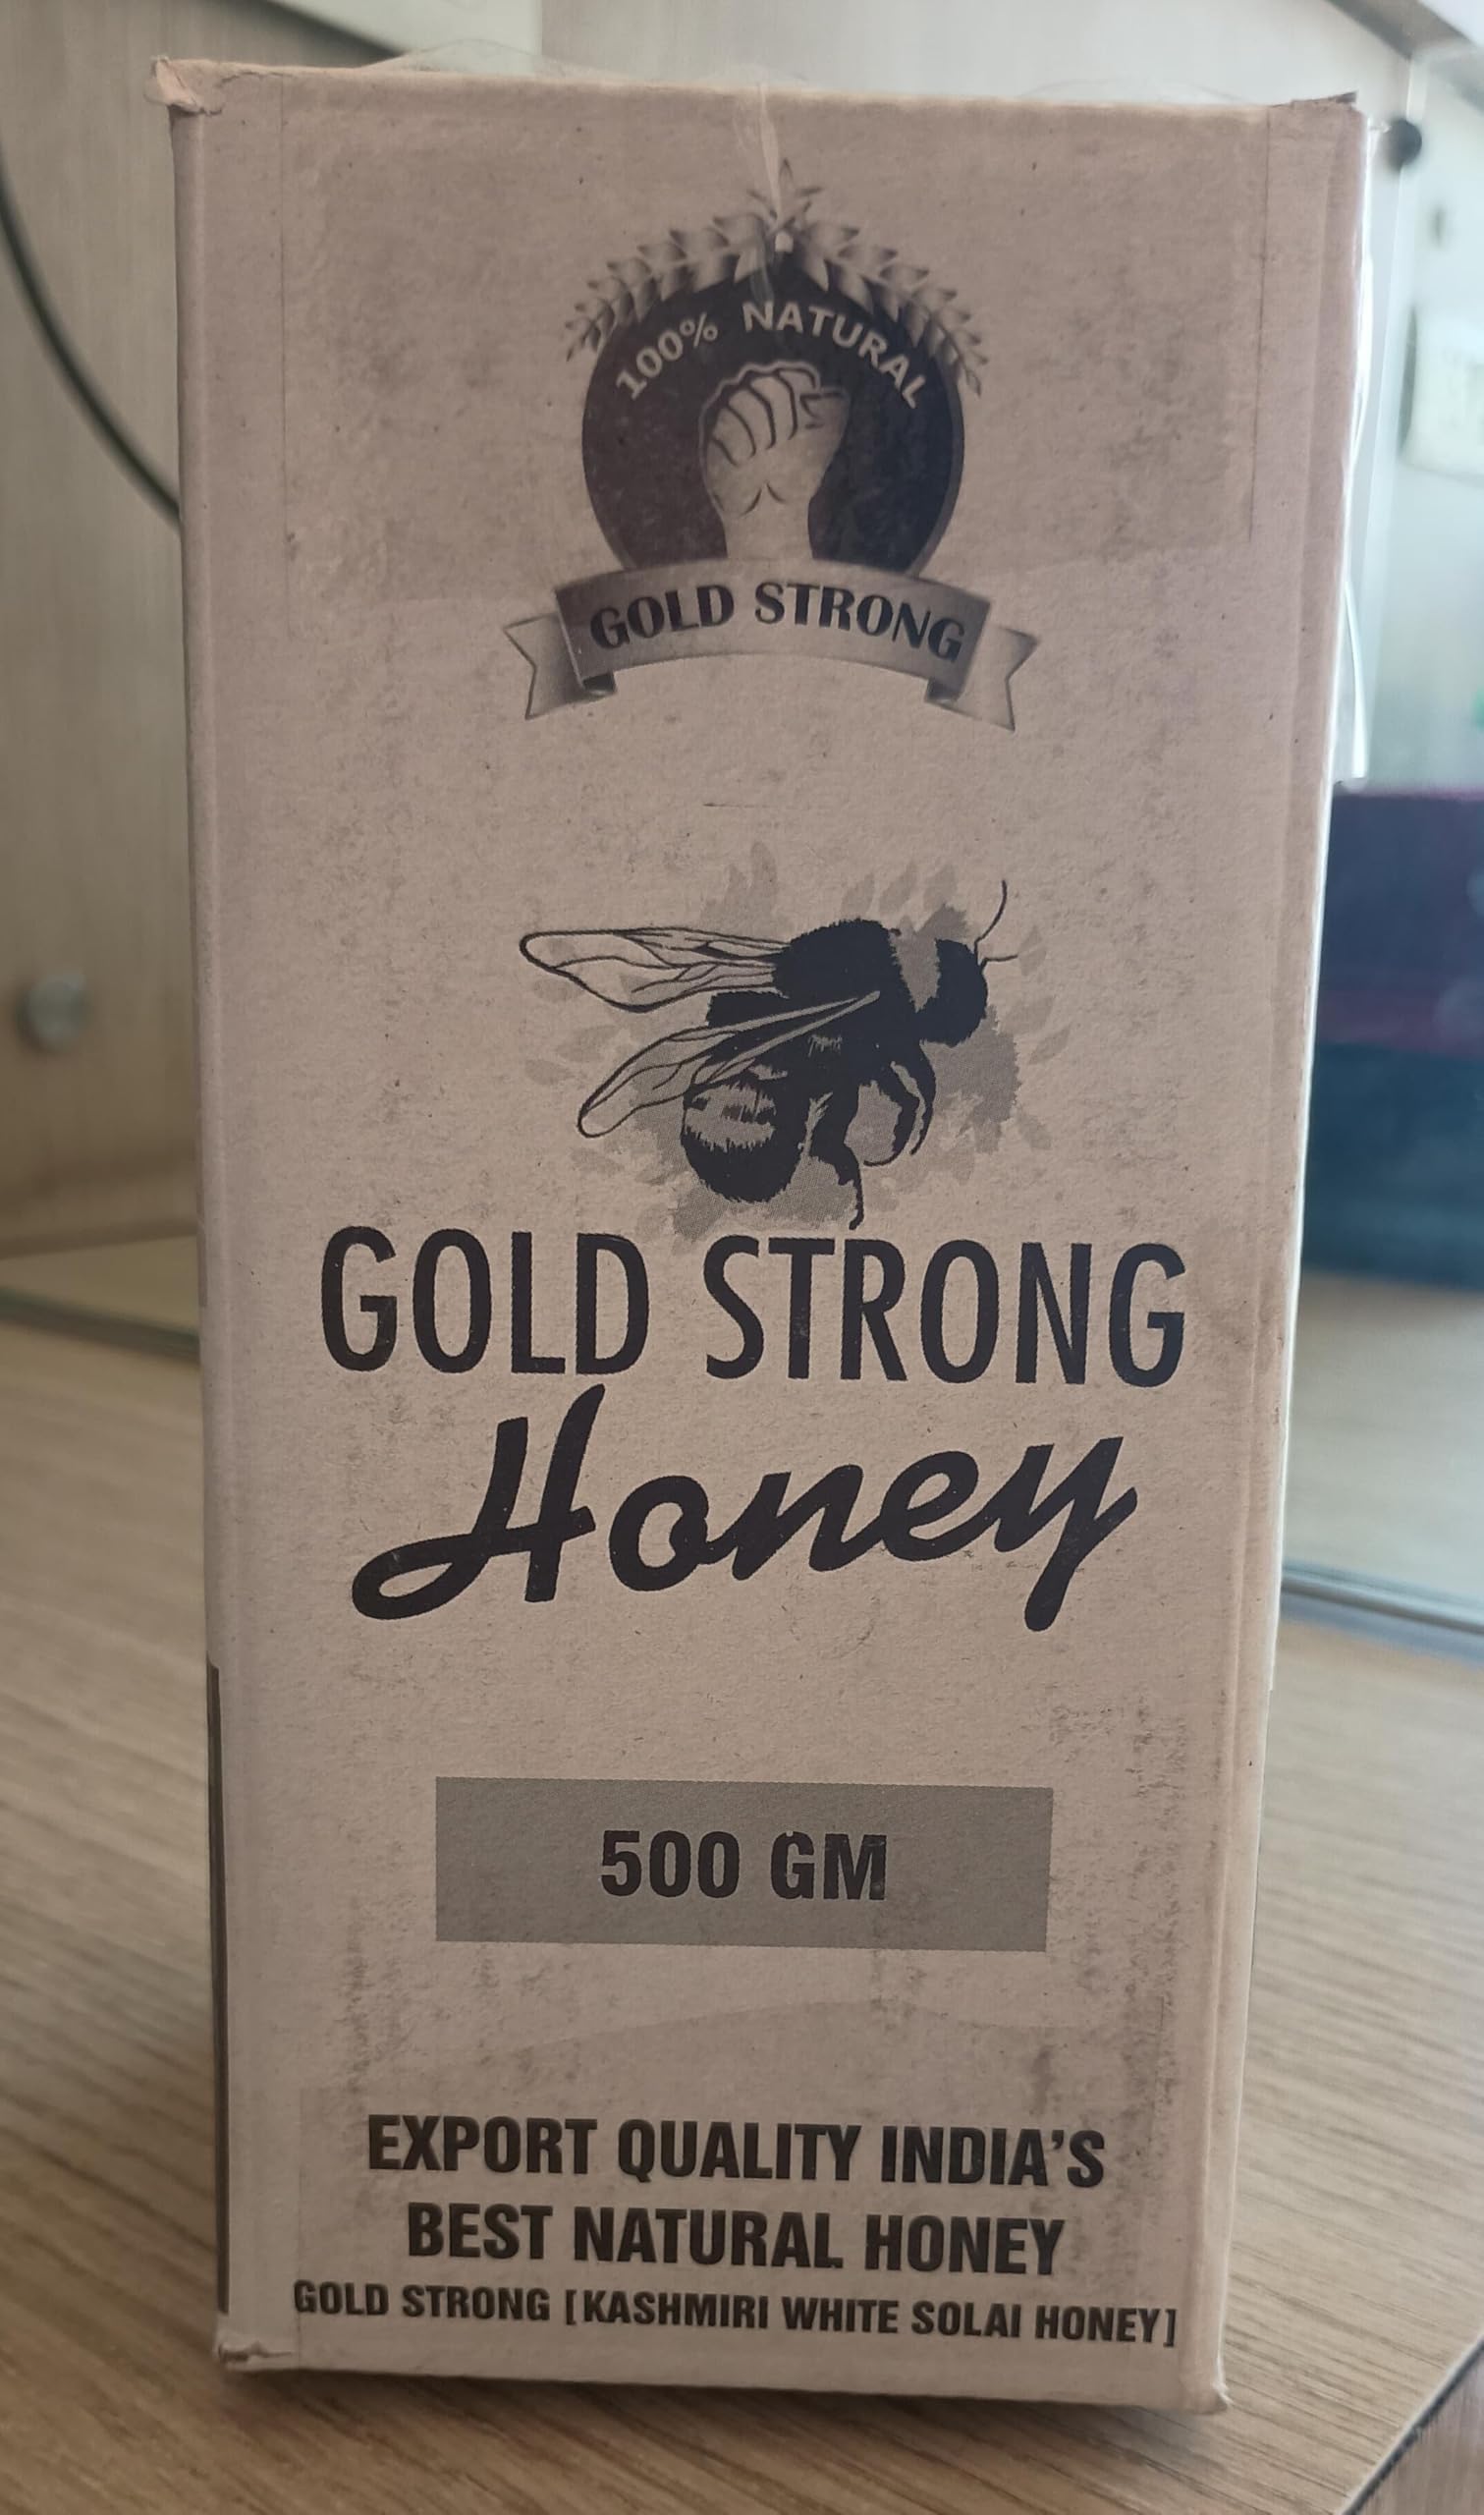 100% NATURAL
GOLD STRONG
GOLD STRONG
Honey
500 GM
EXPORT QUALITY INDIA'S
BEST NATURAL HONEY
GOLD STRONG [KASHMIRI WHITE SOLAI HONEY]